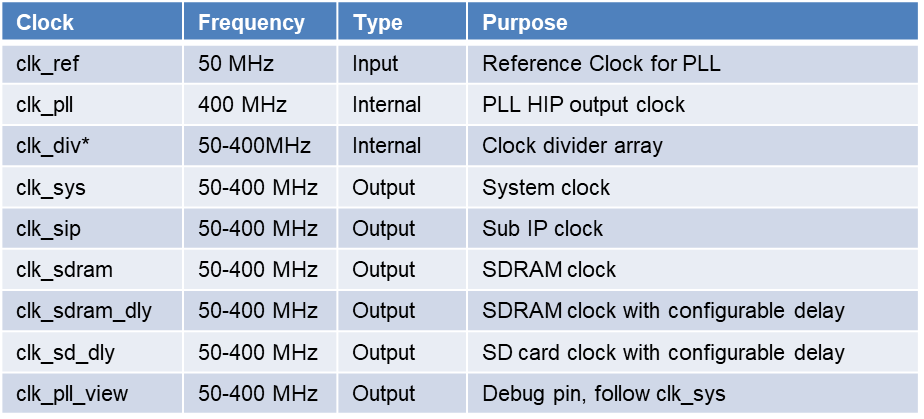 Clock Frequency Type Purpose
clk_ref 50 MHz Input Reference Clock for PLL
clk_pll 400 MHz Internal PLL HIP output clock
clk_div* 50-400MHz Internal Clock divider array
clk_sys 50-400 MHz Output System clock
clk_sip 50-400 MHz Output Sub IP clock
clk_sdram 50-400 MHz Output SDRAM clock
clk_sdram_dly 50-400 MHz Output SDRAM clock with configurable delay
clk_sd_dly 50-400 MHz Output SD card clock with configurable delay
clk_pll_view 50-400 MHz Output Debug pin, follow clk_sys